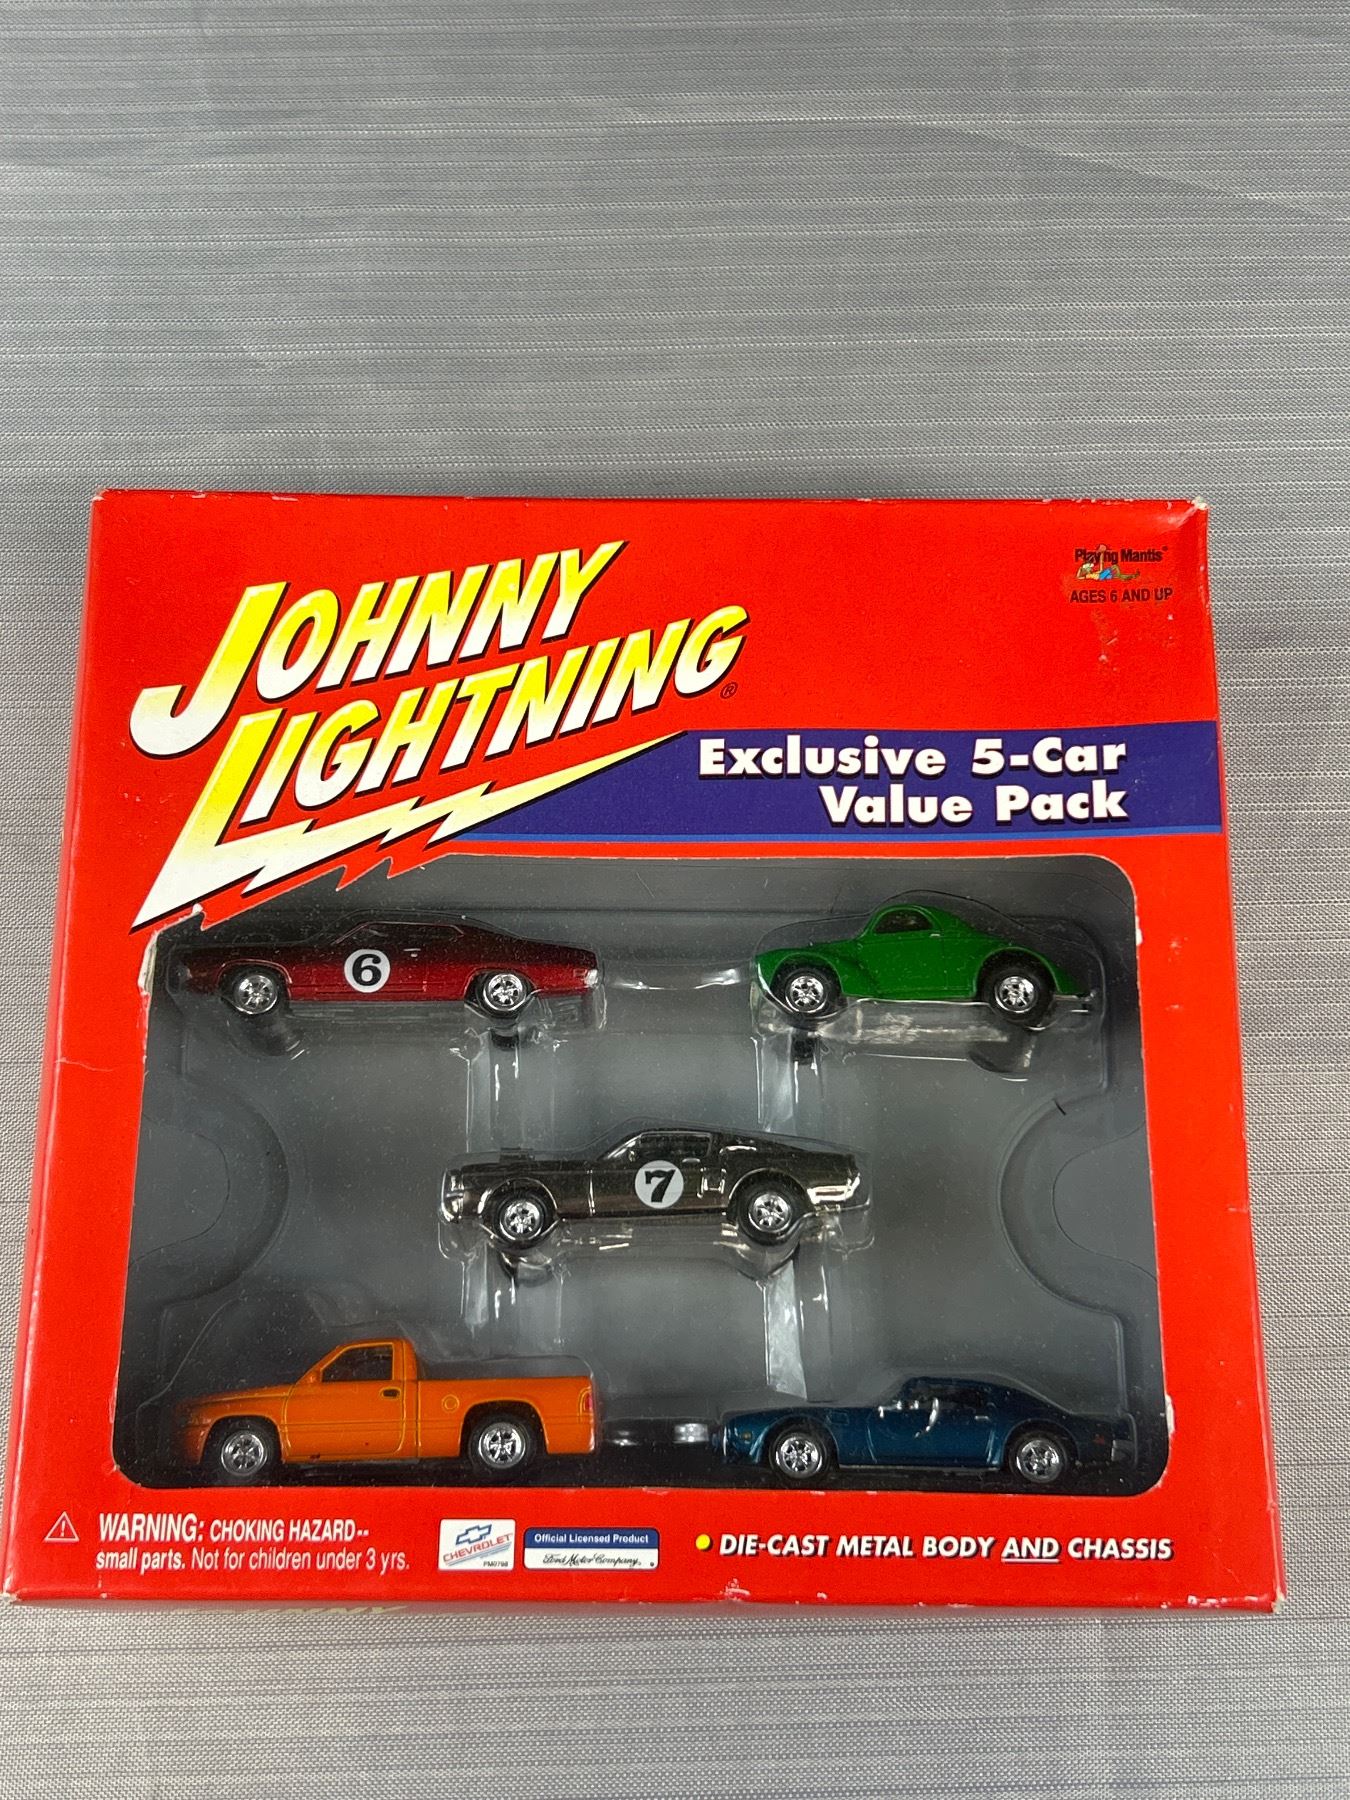 Playing Mantis®
AGES 6 AND UP
JOHNNY
LIGHTNING®
Exclusive 5-Car
Value Pack
6
7
WARNING: CHOKING HAZARD--
small parts. Not for children under 3 yrs.
CHEVROLET
PM0798
Official Licensed Product
Ford Motor Company
• DIE-CAST METAL BODY AND CHASSIS